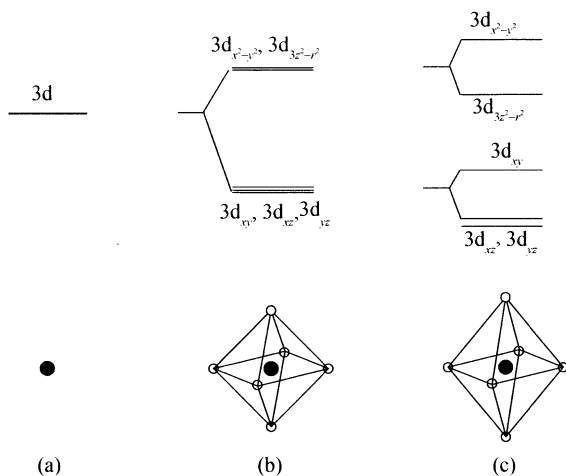 3d
3d_{x²−y²}, 3d_{3z²−r²}
3d_{xy}, 3d_{xz},3d_{yz}
3d_{x²−y²}
3d_{3z²−r²}
3d_{xy}
3d_{xz}, 3d_{yz}
(a)
(b)
(c)